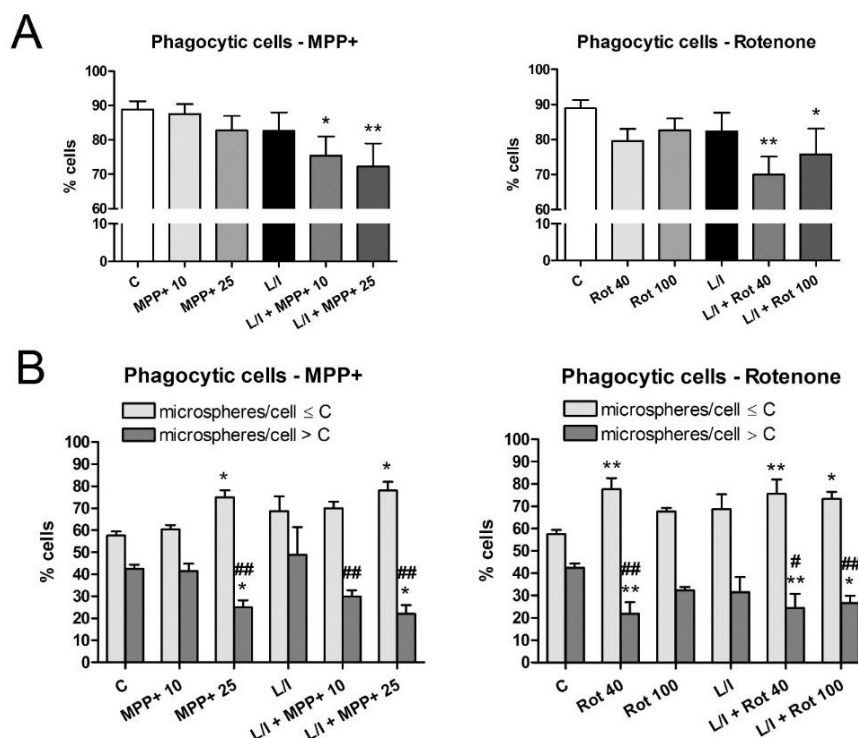 A
Phagocytic cells - MPP+
% cells
100
90
80
70
60
10
0
*
**
C
MPP+ 10
MPP+ 25
L/I
L/I + MPP+ 10
L/I + MPP+ 25
Phagocytic cells - Rotenone
% cells
100
90
80
70
60
10
0
**
*
C
Rot 40
Rot 100
L/I
L/I + Rot 40
L/I + Rot 100
B
Phagocytic cells - MPP+
microspheres/cell ≤ C
microspheres/cell > C
% cells
100
90
80
70
60
50
40
30
20
10
0
*
##
*
##
*
##
*
C
MPP+ 10
MPP+ 25
L/I
L/I + MPP+ 10
L/I + MPP+ 25
Phagocytic cells - Rotenone
microspheres/cell ≤ C
microspheres/cell > C
% cells
100
90
80
70
60
50
40
30
20
10
0
**
##
**
**
#
**
*
##
*
C
Rot 40
Rot 100
L/I
L/I + Rot 40
L/I + Rot 100